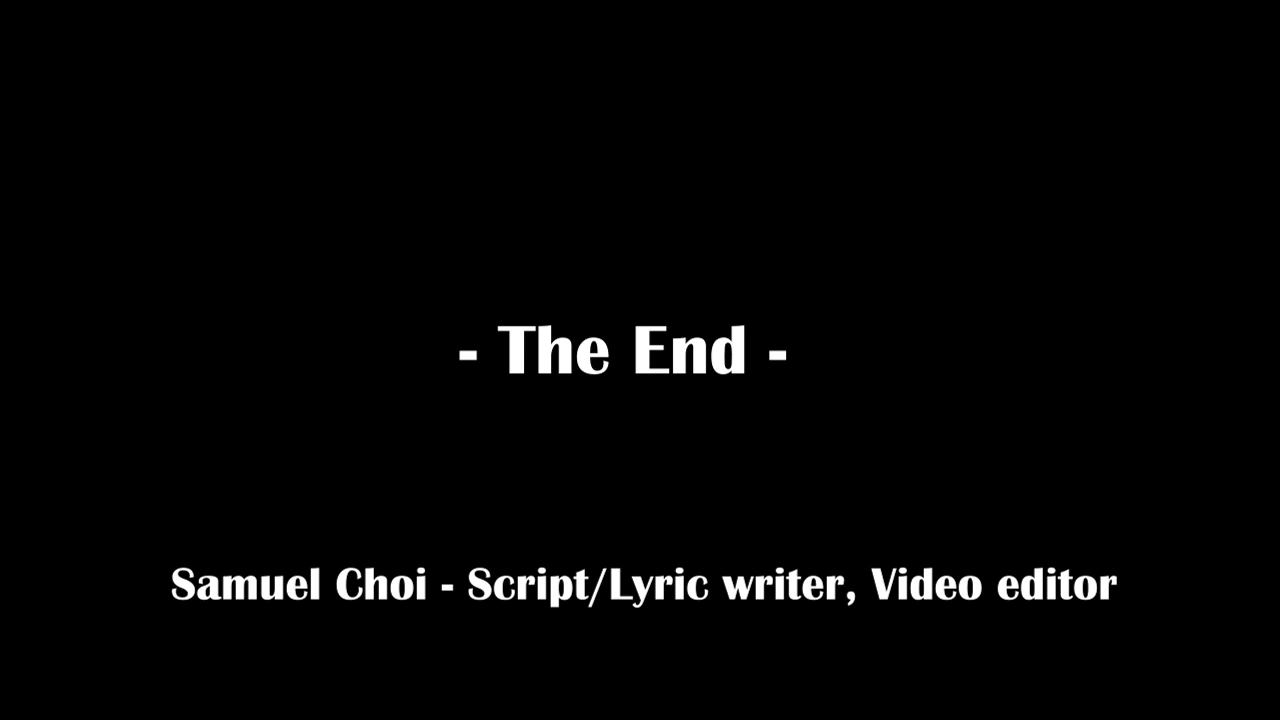 - The End -
Samuel Choi - Script/Lyric writer, Video editor